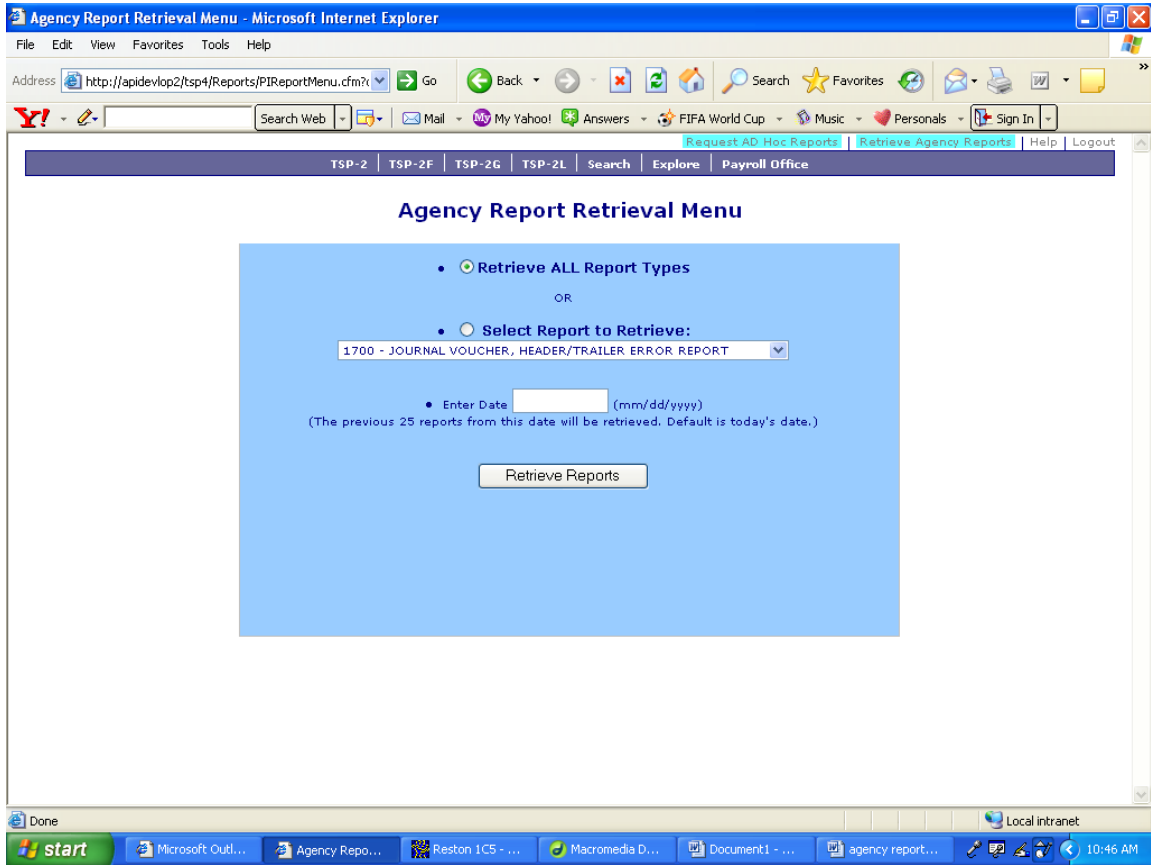 Agency Report Retrieval Menu - Microsoft Internet Explorer
File Edit View Favorites Tools Help
Address http://apidevlop2/tsp4/Reports/PIReportMenu.cfm? Go Back Search Favorites »
Y! Search Web Mail My Yahoo! Answers FIFA World Cup Music Personals Sign In
Request AD Hoc Reports | Retrieve Agency Reports | Help | Logout
TSP-2 | TSP-2F | TSP-2G | TSP-2L | Search | Explore | Payroll Office
Agency Report Retrieval Menu
• Retrieve ALL Report Types
OR
• Select Report to Retrieve:
1700 - JOURNAL VOUCHER, HEADER/TRAILER ERROR REPORT
• Enter Date (mm/dd/yyyy)
(The previous 25 reports from this date will be retrieved. Default is today's date.)
Retrieve Reports
Done Local intranet
start Microsoft Outl... Agency Repo... Reston 1C5 - ... Macromedia D... Document1 - ... agency report... 10:46 AM